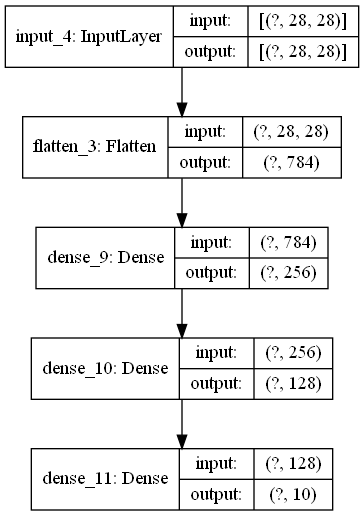 input_4: InputLayer
input: [(?, 28, 28)]
output: [(?, 28, 28)]
flatten_3: Flatten
input: (?, 28, 28)
output: (?, 784)
dense_9: Dense
input: (?, 784)
output: (?, 256)
dense_10: Dense
input: (?, 256)
output: (?, 128)
dense_11: Dense
input: (?, 128)
output: (?, 10)